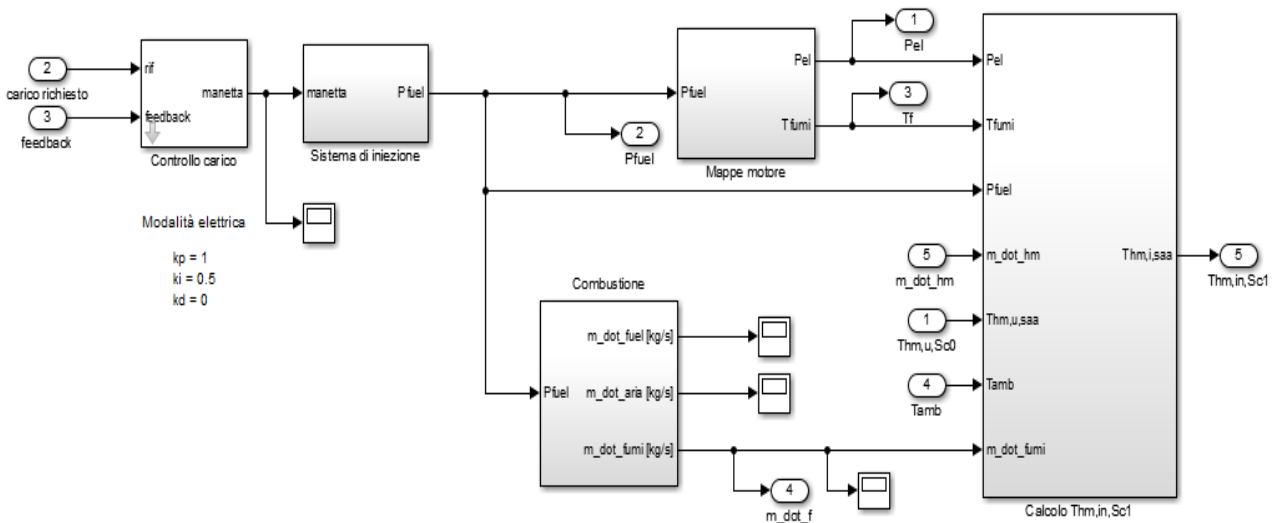 1
Pel
2
carico richiesto
3
feedback
rif
feedback
manetta
Controllo carico
manetta
Pfuel
Sistema di iniezione
2
Pfuel
Pfuel
Pel
Tfumi
Mappe motore
3
Tf
Pel
Tfumi
Pfuel
m_dot_hm
Thm,u,saa
Tamb
m_dot_fumi
Thm,i,saa
Calcolo Thm,in,Sc1
5
Thm,in,Sc1
Modalità elettrica
kp = 1
ki = 0.5
kd = 0
5
m_dot_hm
1
Thm,u,Sc0
4
Tamb
Combustione
Pfuel
m_dot_fuel [kg/s]
m_dot_aria [kg/s]
m_dot_fumi [kg/s]
4
m_dot_f